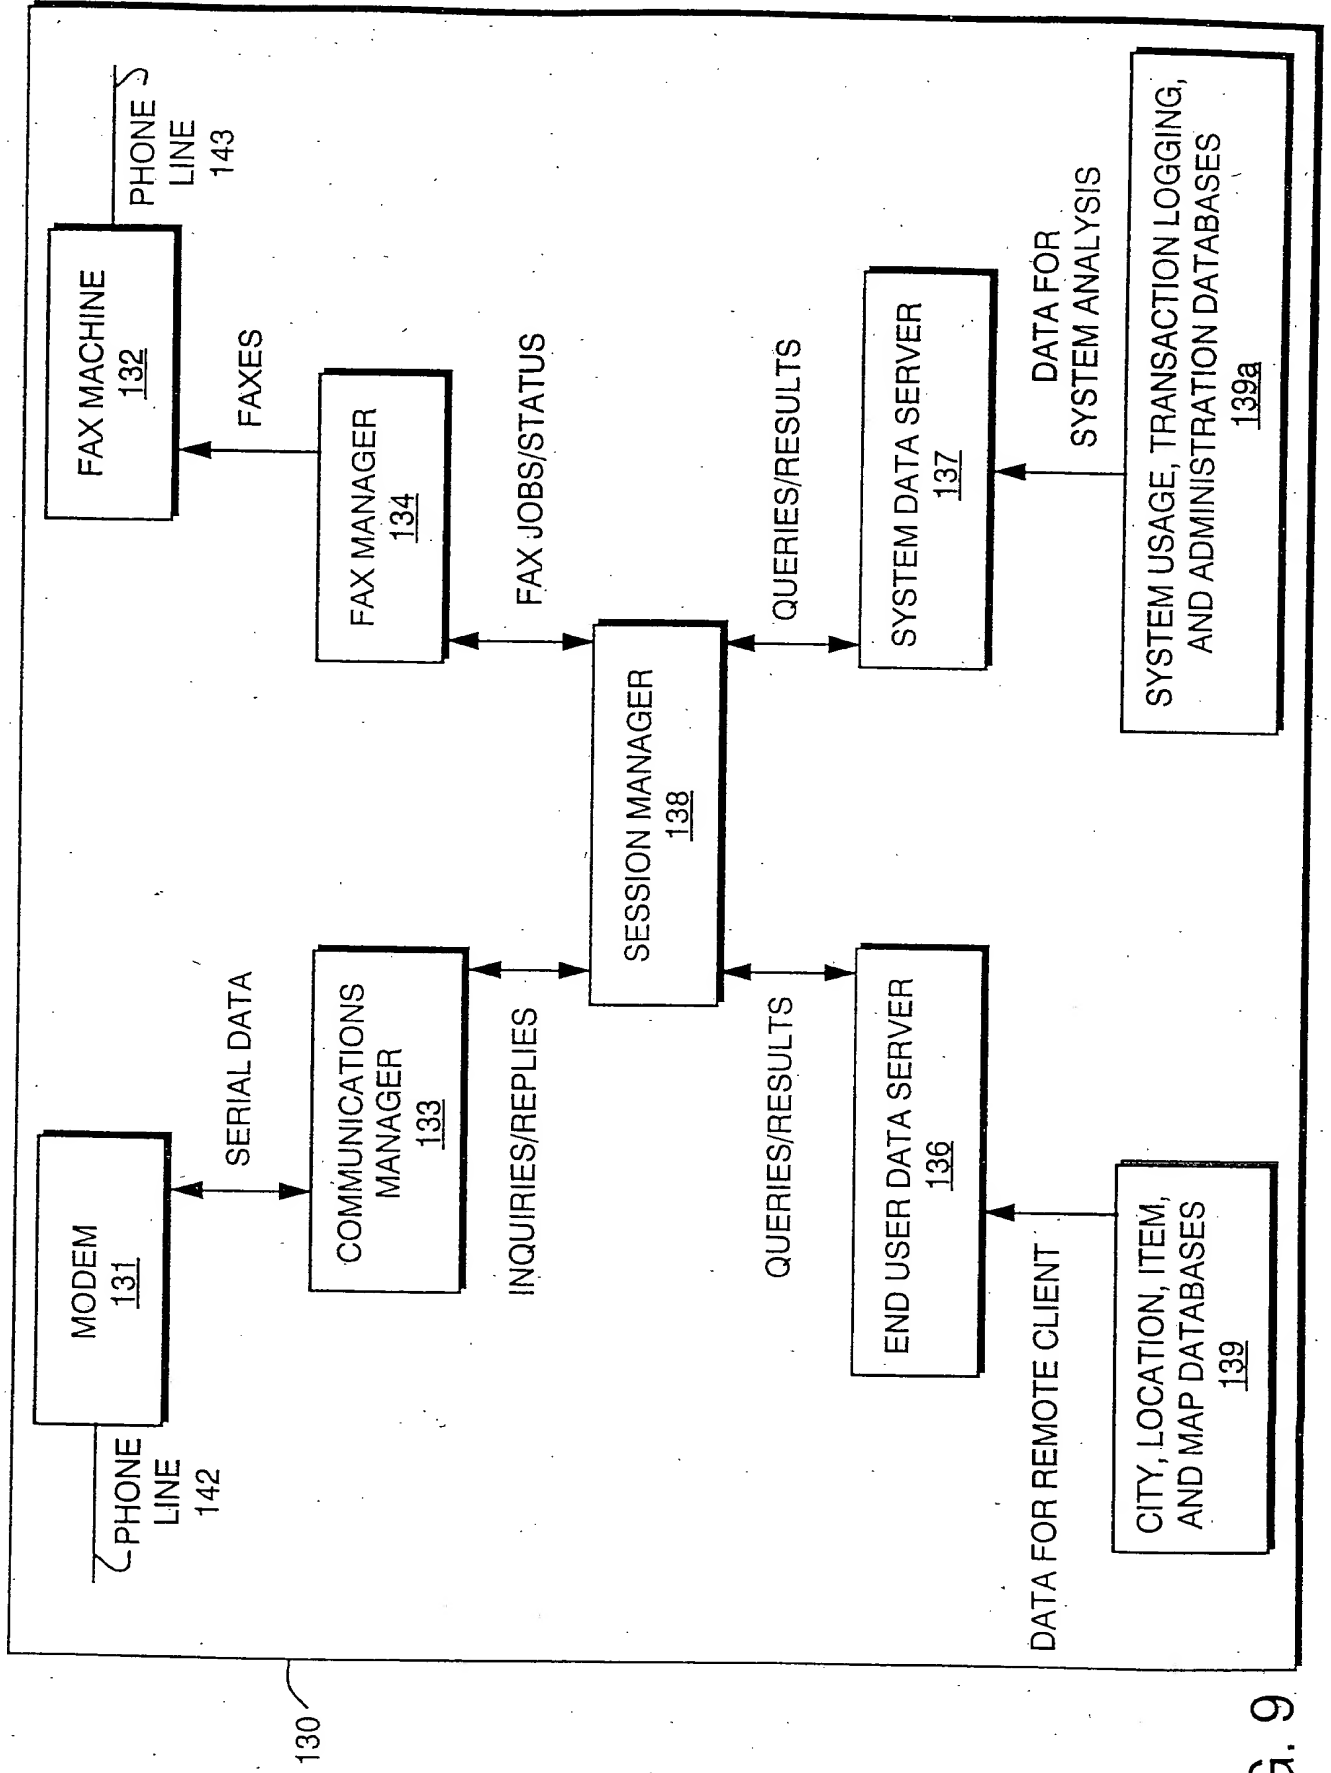 130
PHONE
LINE
142
MODEM
131
SERIAL DATA
FAX MACHINE
132
PHONE
LINE
143
FAXES
COMMUNICATIONS
MANAGER
133
FAX MANAGER
134
INQUIRIES/REPLIES
FAX JOBS/STATUS
SESSION MANAGER
138
QUERIES/RESULTS
QUERIES/RESULTS
END USER DATA SERVER
136
SYSTEM DATA SERVER
137
DATA FOR REMOTE CLIENT
DATA FOR
SYSTEM ANALYSIS
CITY, LOCATION, ITEM,
AND MAP DATABASES
139
SYSTEM USAGE, TRANSACTION LOGGING,
AND ADMINISTRATION DATABASES
139a
G. 9